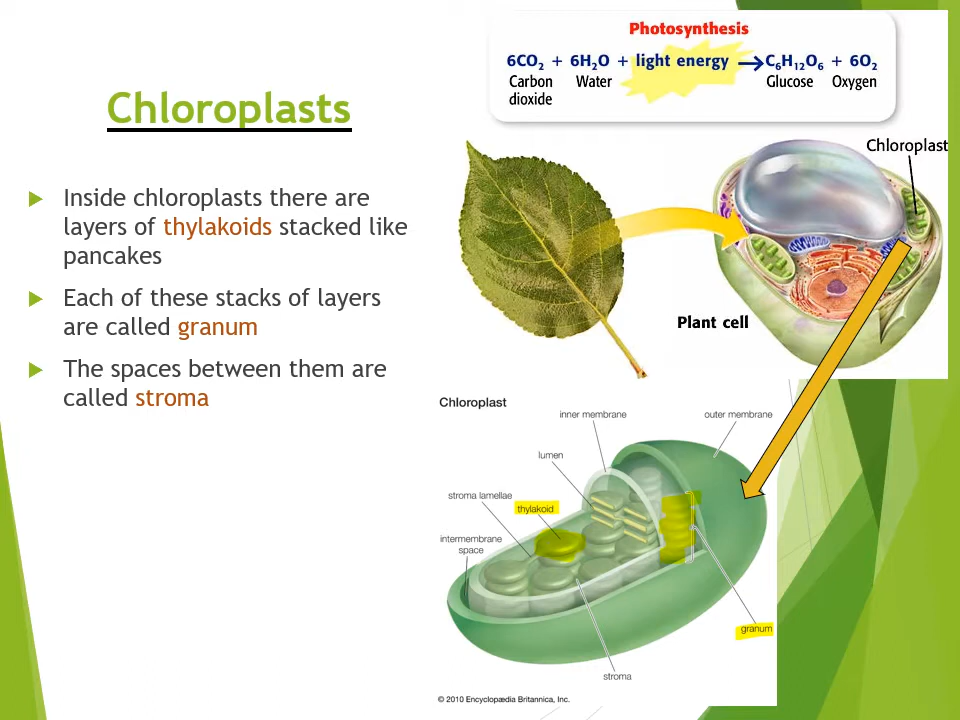 Chloroplasts
Inside chloroplasts there are
layers of thylakoids stacked like
pancakes
Each of these stacks of layers
are called granum
The spaces between them are
called stroma
Photosynthesis
6CO₂ + 6H₂O + light energy → C₆H₁₂O₆ + 6O₂
Carbon Water Glucose Oxygen
dioxide
Chloroplast
Plant cell
Chloroplast
inner membrane
outer membrane
lumen
stroma lamellae
thylakoid
intermembrane
space
granum
stroma
© 2010 Encyclopædia Britannica, Inc.